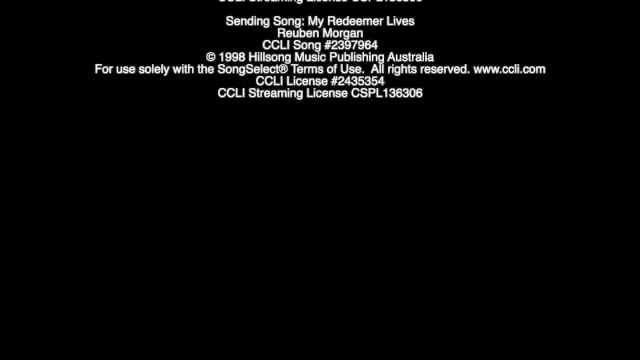 Sending Song: My Redeemer Lives
Reuben Morgan
CCLI Song #2397964
© 1998 Hillsong Music Publishing Australia
For use solely with the SongSelect® Terms of Use.  All rights reserved. www.ccli.com
CCLI License #2435354
CCLI Streaming License CSPL136306